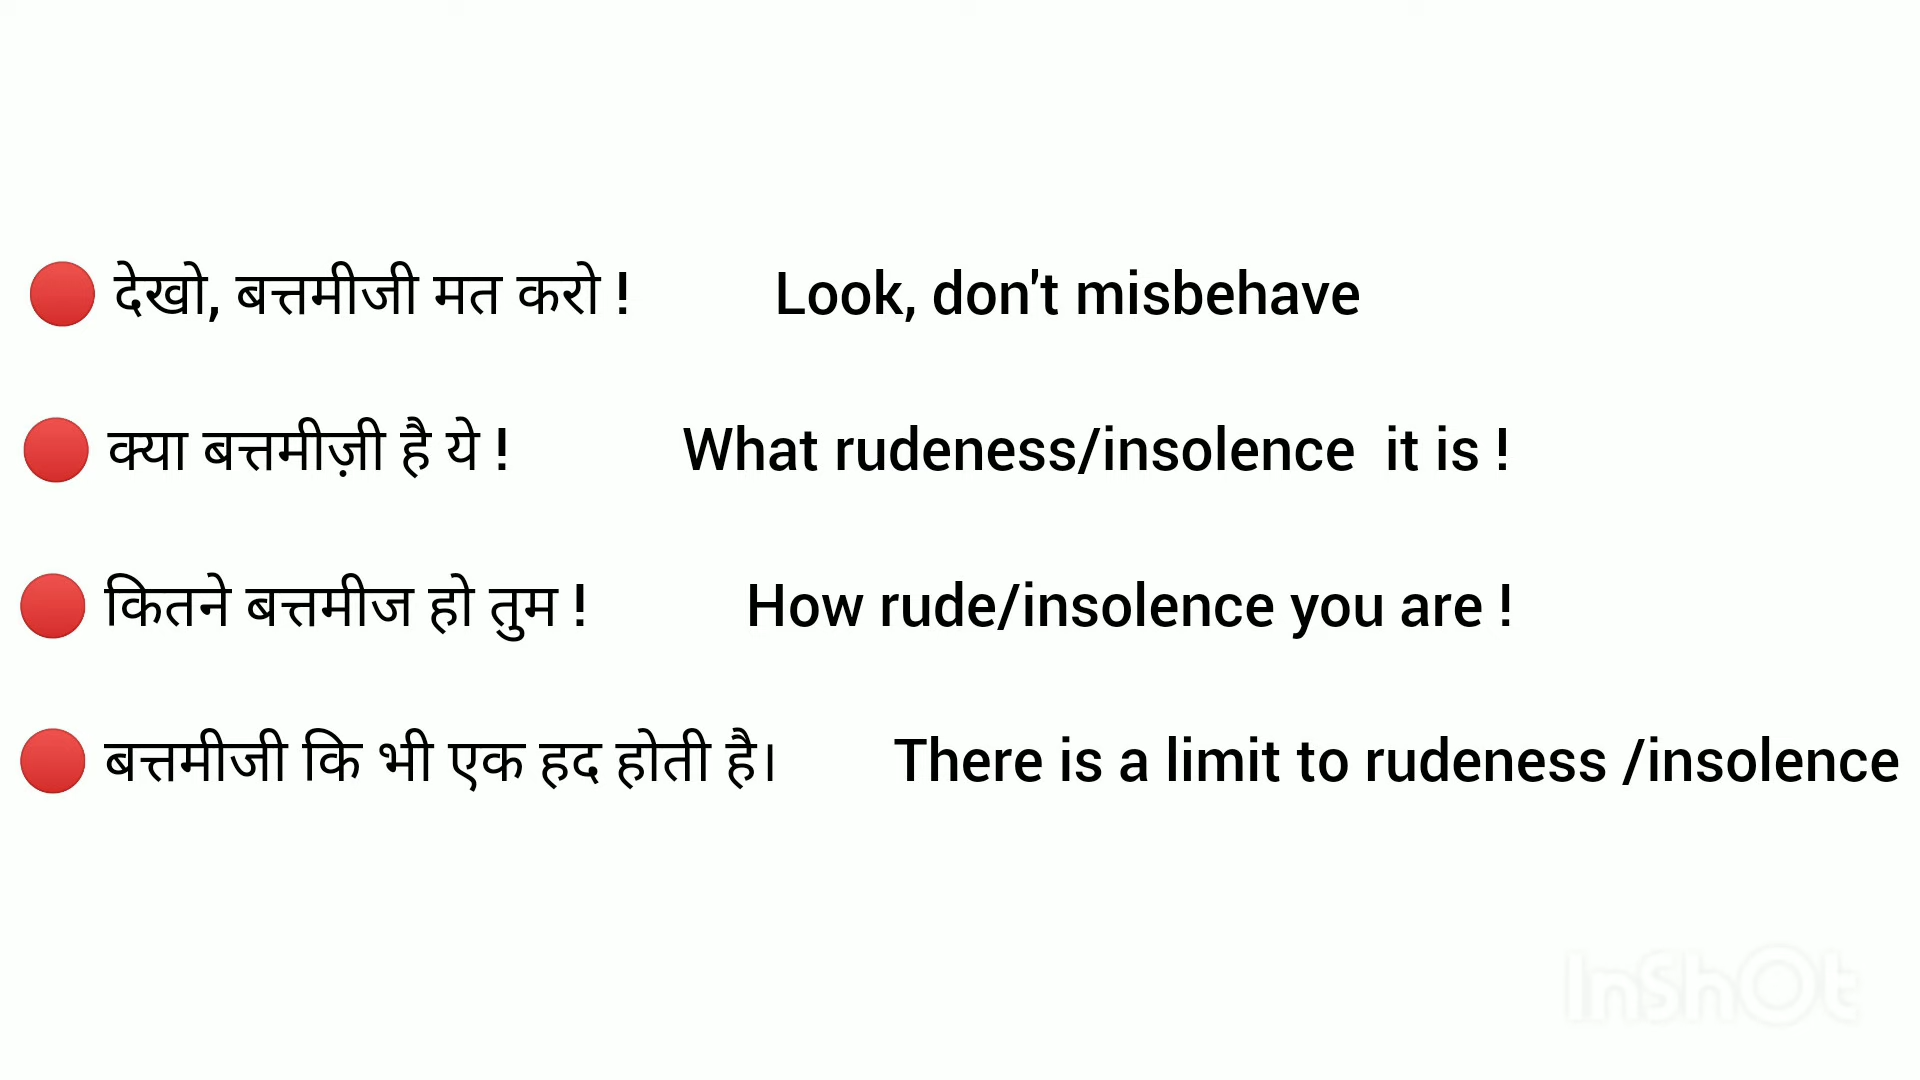 देखो, बत्तमीजी मत करो ! Look, don't misbehave
क्या बत्तमीज़ी है ये ! What rudeness/insolence it is !
कितने बत्तमीज हो तुम ! How rude/insolence you are !
बत्तमीजी कि भी एक हद होती है। There is a limit to rudeness /insolence
InShOt